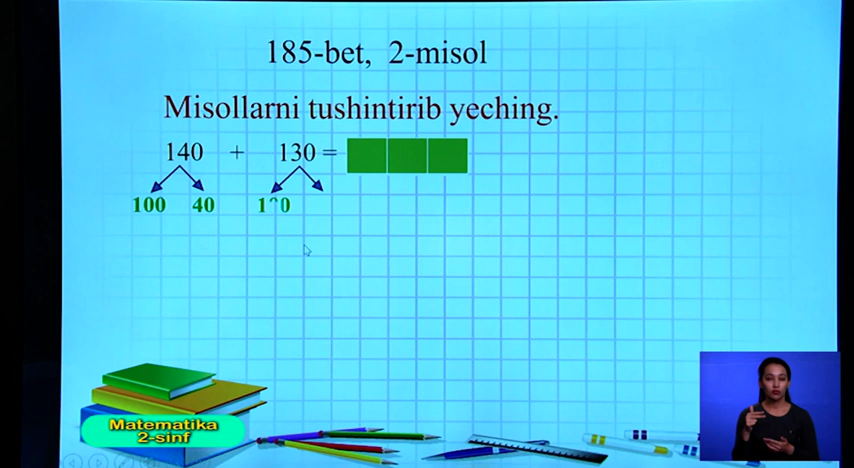 185-bet, 2-misol
Misollarni tushintirib yeching.
140 + 130 =
100 40
Matematika
2-sinf